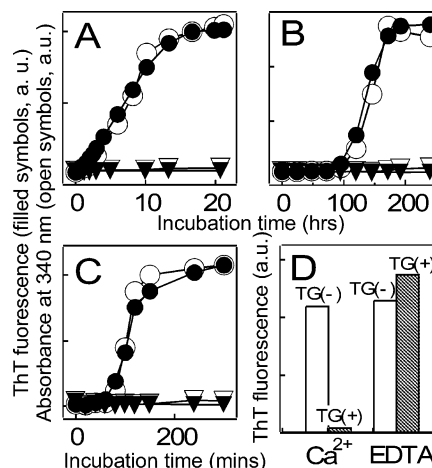 A
B
0
10
20
0
100
200
Incubation time (hrs)
ThT fuorescence (filled symbols, a. u.)
Absorbance at 340 nm (open symbols, a.u.)
C
0
200
Incubation time (mins)
ThT fluorescence (a.u.)
D
TG(+)
TG(-)
TG(-)
TG(+)
Ca2+
EDTA